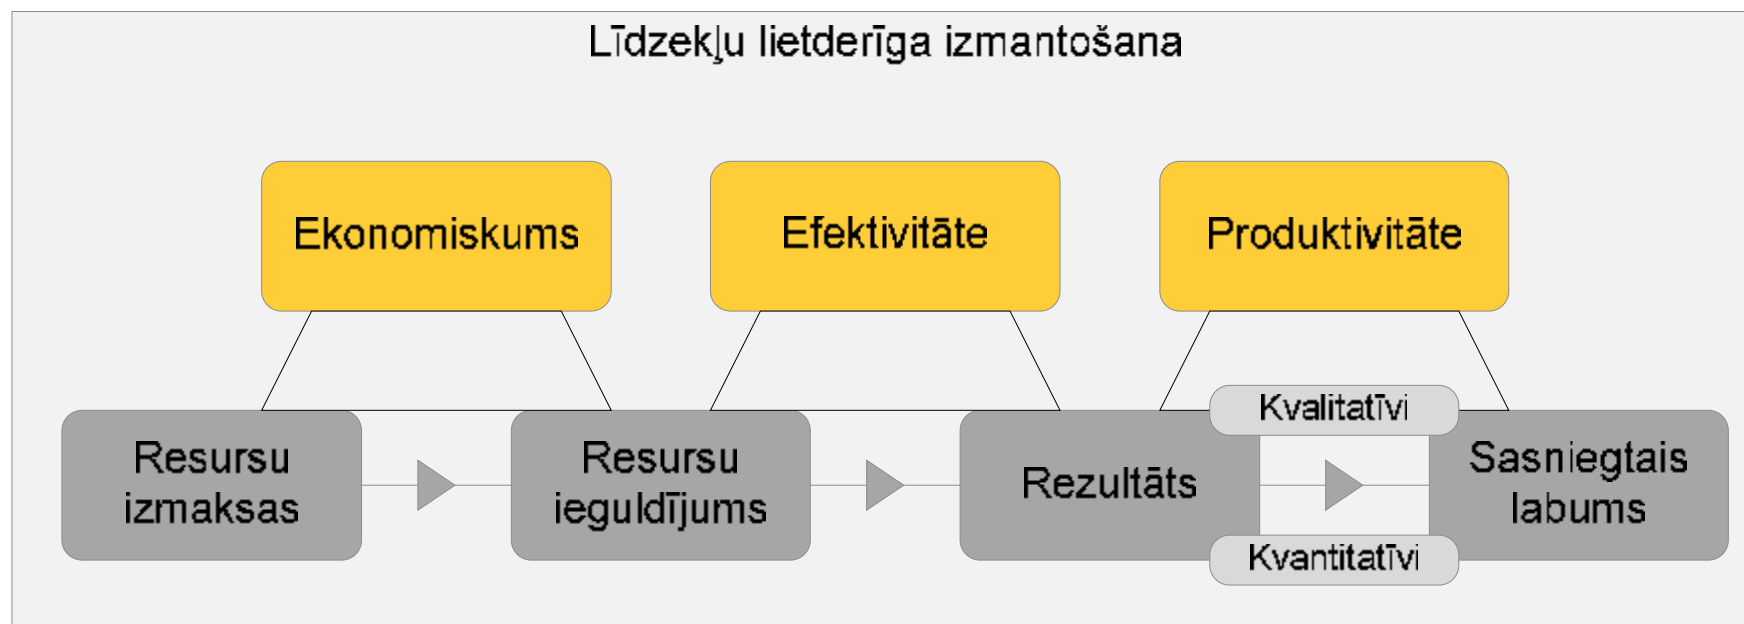 Līdzekļu lietderīga izmantošana
Ekonomiskums
Efektivitāte
Produktivitāte
Kvalitatīvi
Resursu
izmaksas
Resursu
ieguldījums
Rezultāts
Sasniegtais
labums
Kvantitatīvi